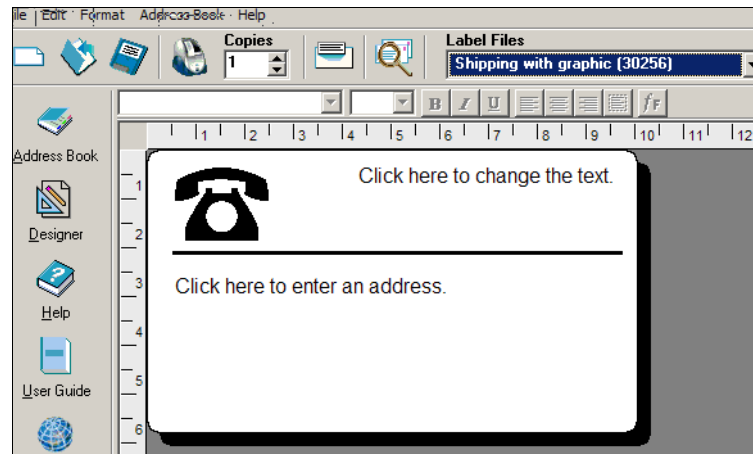 ile Edit Format Address Book Help
Copies
1
Label Files
Shipping with graphic (30256)
B I U fF
1 2 3 4 5 6 7 8 9 10 11 12
Address Book
Designer
Help
User Guide
1
2
3
4
5
6
Click here to change the text.
Click here to enter an address.